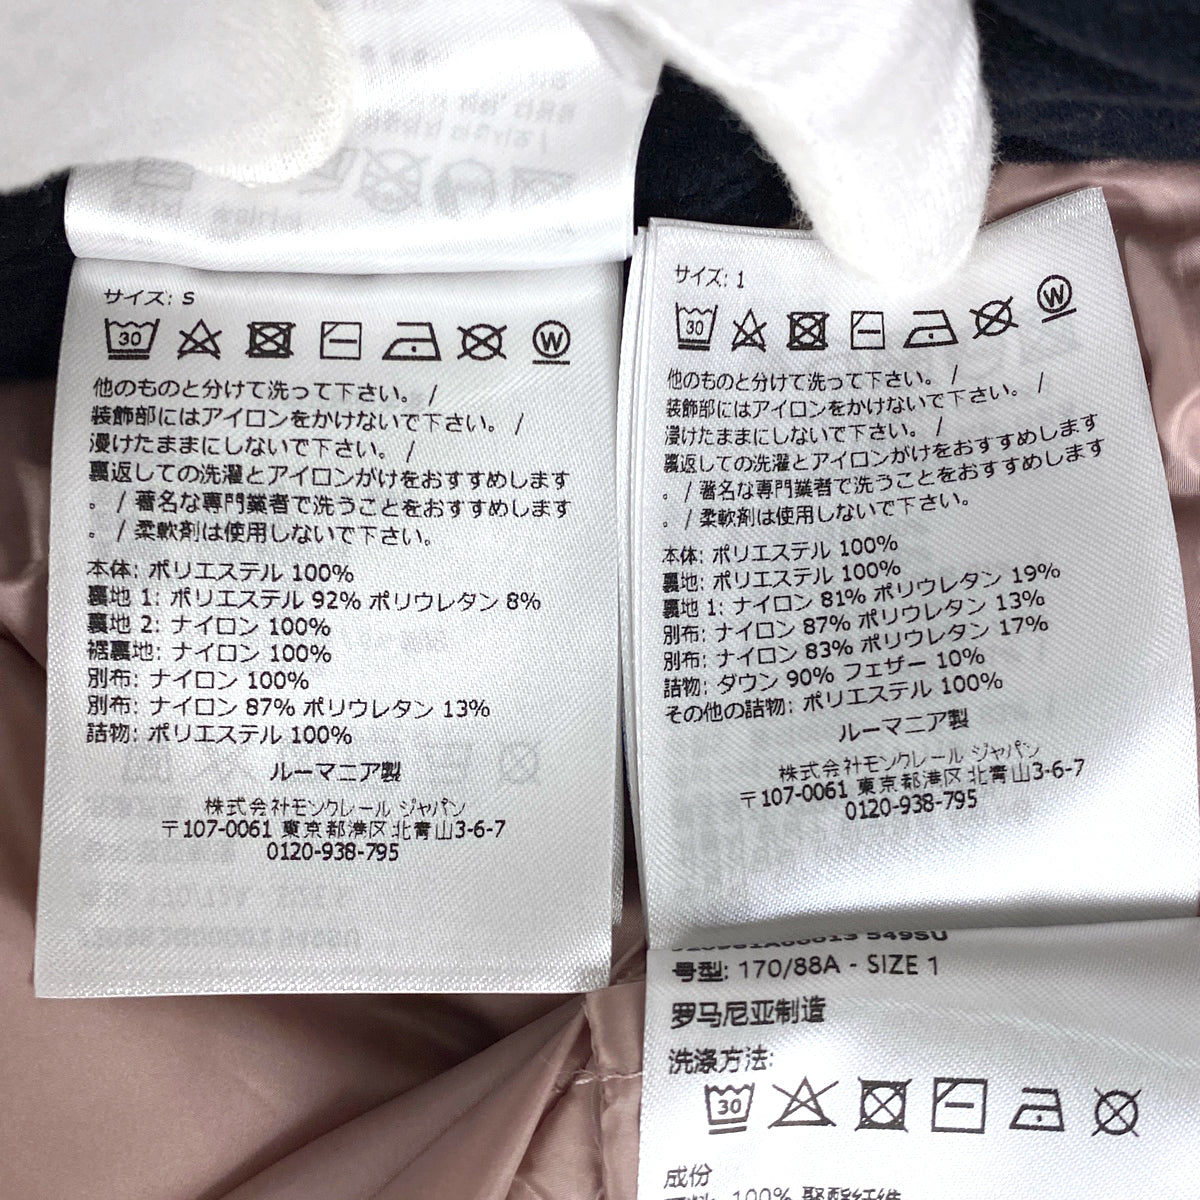 サイズ: S
30
W
他のものと分けて洗って下さい。 /
装飾部にはアイロンをかけないで下さい。 /
浸けたままにしないで下さい。 /
裏返しての洗濯とアイロンがけをおすすめします
。 / 著名な専門業者で洗うことをおすすめします
。 / 柔軟剤は使用しないで下さい。
本体: ポリエステル 100%
裏地 1: ポリエステル 92% ポリウレタン 8%
裏地 2: ナイロン 100%
裾裏地: ナイロン 100%
別布: ナイロン 100%
別布: ナイロン 87% ポリウレタン 13%
詰物: ポリエステル 100%
ルーマニア製
株式会社モンクレール ジャパン
〒107-0061 東京都港区北青山3-6-7
0120-938-795
サイズ: 1
30
W
他のものと分けて洗って下さい。 /
装飾部にはアイロンをかけないで下さい。 /
浸けたままにしないで下さい。 /
裏返しての洗濯とアイロンがけをおすすめします
。 / 著名な専門業者で洗うことをおすすめします
。 / 柔軟剤は使用しないで下さい。
本体: ポリエステル 100%
裏地: ポリエステル 100%
裏地 1: ナイロン 81% ポリウレタン 19%
別布: ナイロン 87% ポリウレタン 13%
別布: ナイロン 83% ポリウレタン 17%
詰物: ダウン 90% フェザー 10%
その他の詰物: ポリエステル 100%
ルーマニア製
株式会社モンクレール ジャパン
〒107-0061 東京都港区北青山3-6-7
0120-938-795
549SU
号型: 170/88A - SIZE 1
罗马尼亚制造
洗涤方法:
30
成份
100% 聚酯纤维